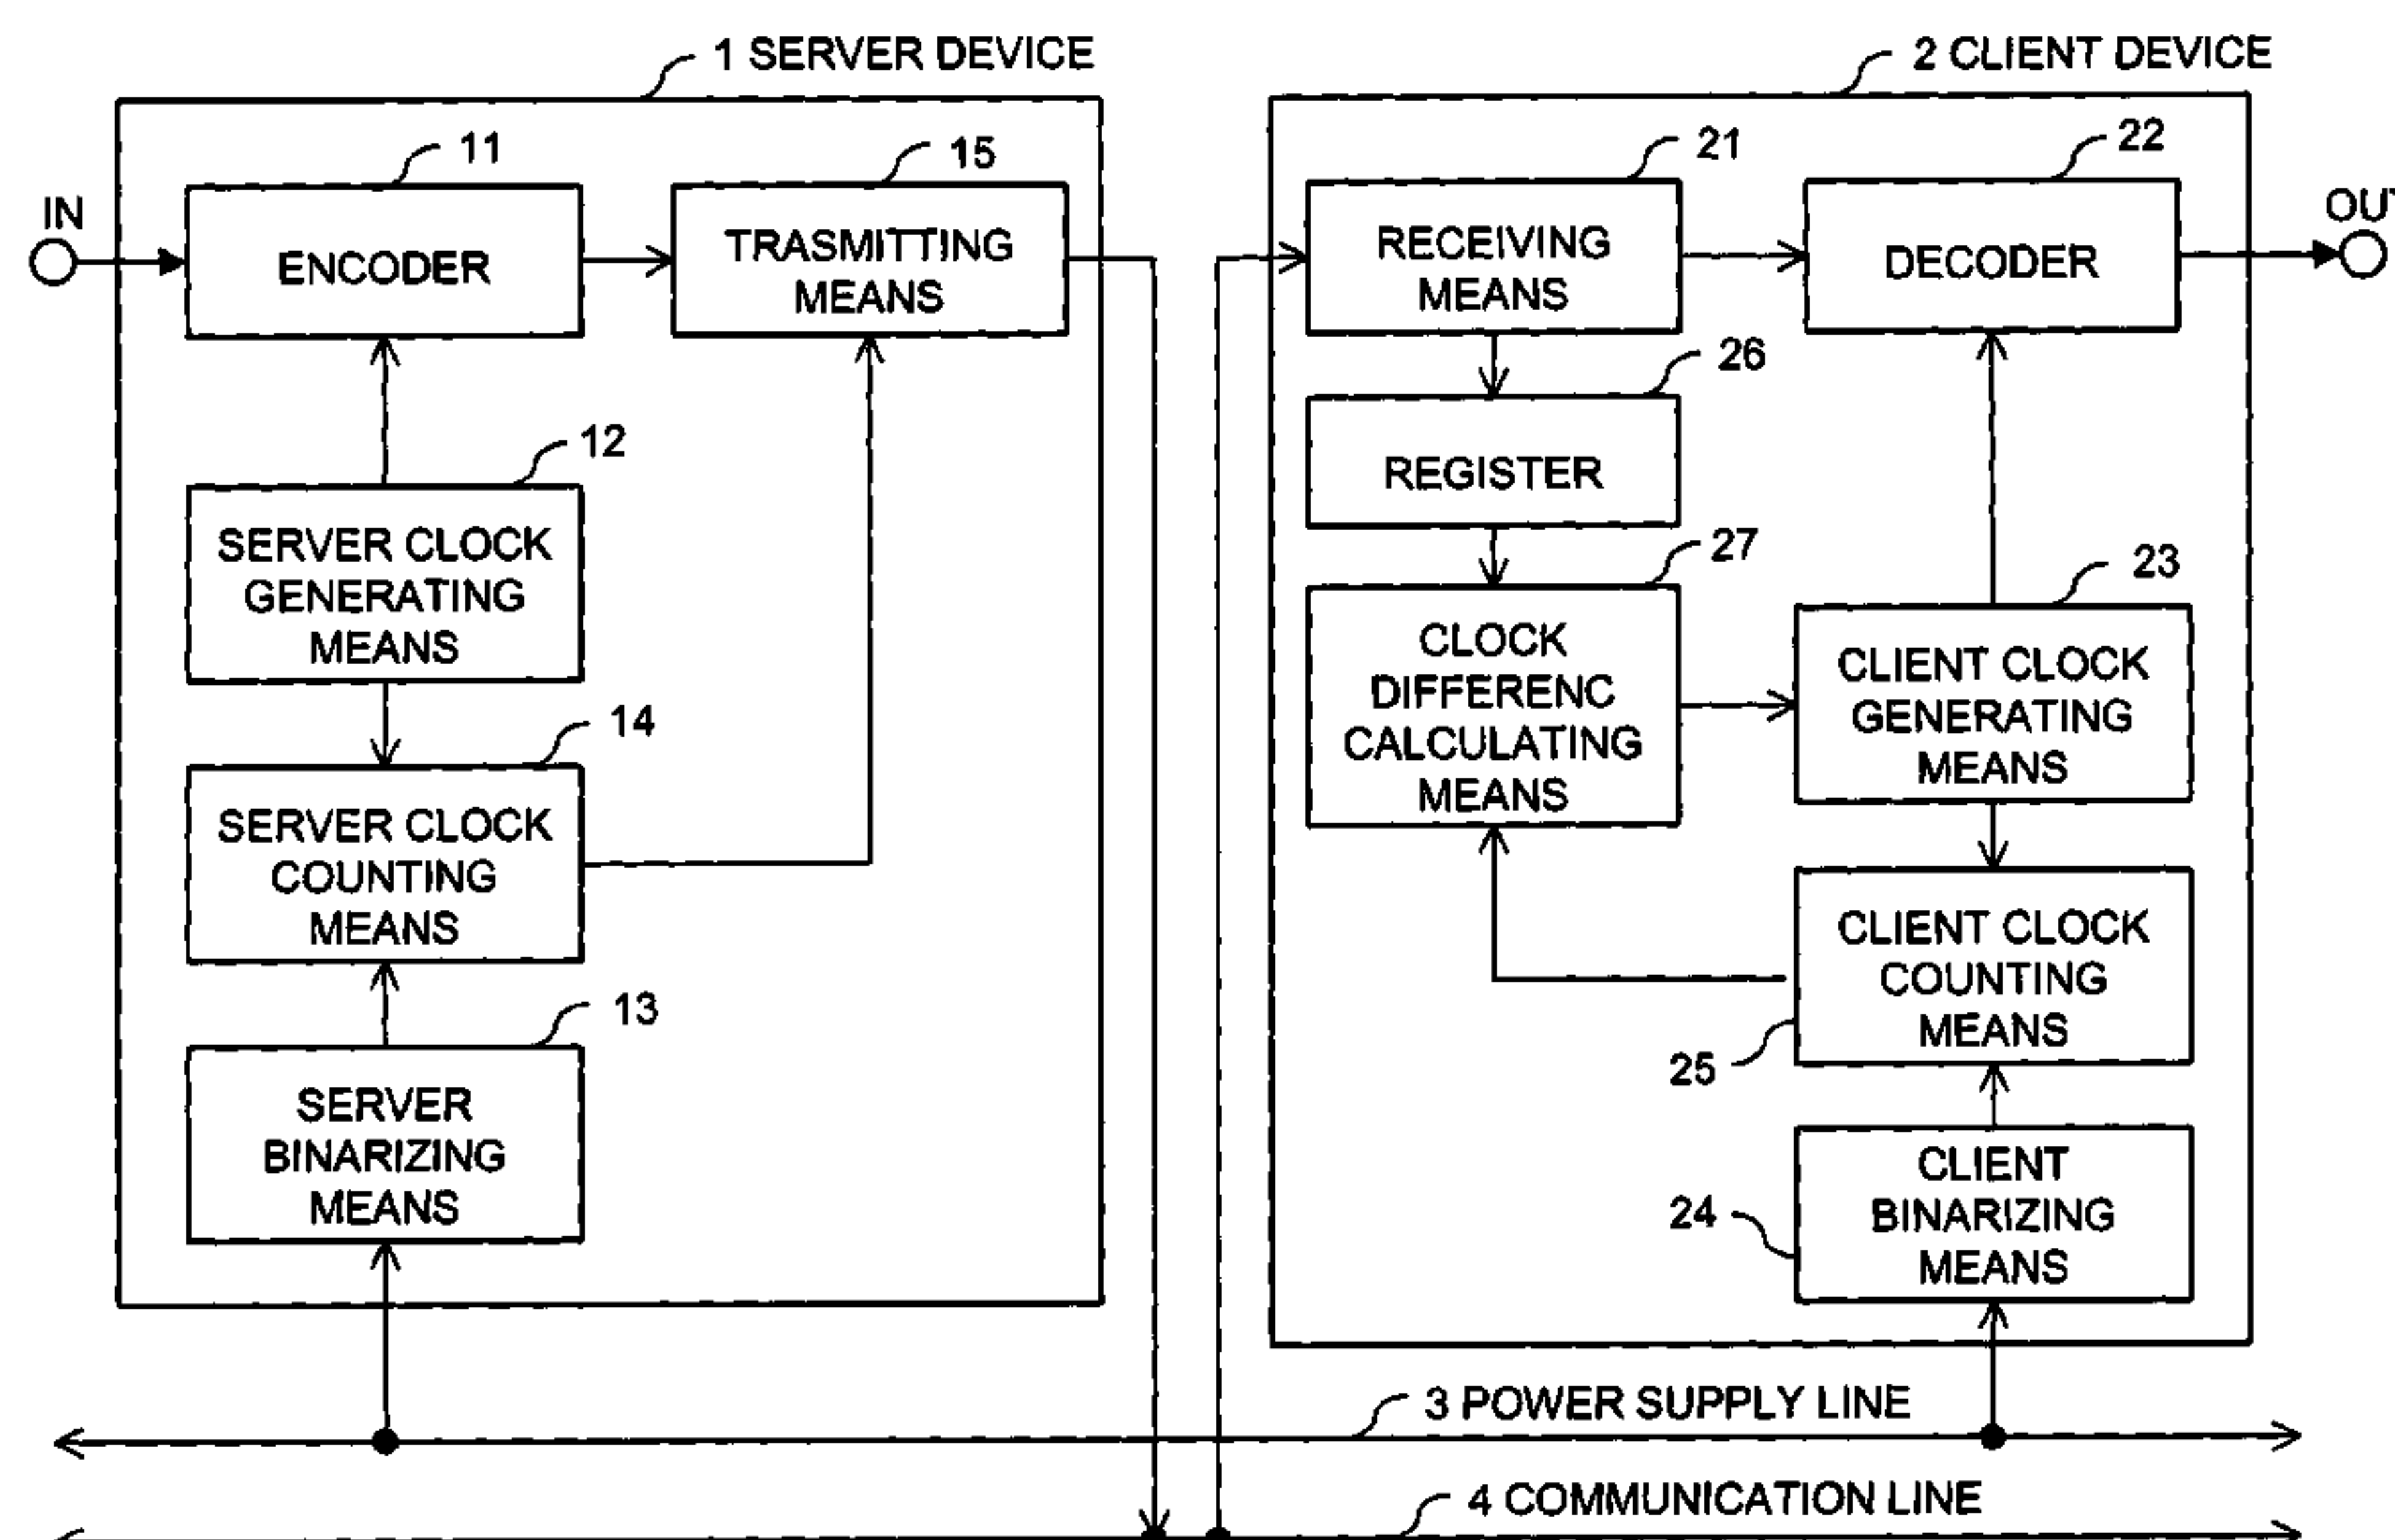 1 SERVER DEVICE
2 CLIENT DEVICE
11
15
21
22
IN
OUT
ENCODER
TRASMITTING
MEANS
RECEIVING
MEANS
DECODER
26
REGISTER
12
SERVER CLOCK
GENERATING
MEANS
27
CLOCK
DIFFERENC
CALCULATING
MEANS
23
CLIENT CLOCK
GENERATING
MEANS
14
SERVER CLOCK
COUNTING
MEANS
CLIENT CLOCK
COUNTING
MEANS
25
13
SERVER
BINARIZING
MEANS
CLIENT
BINARIZING
MEANS
24
3 POWER SUPPLY LINE
4 COMMUNICATION LINE